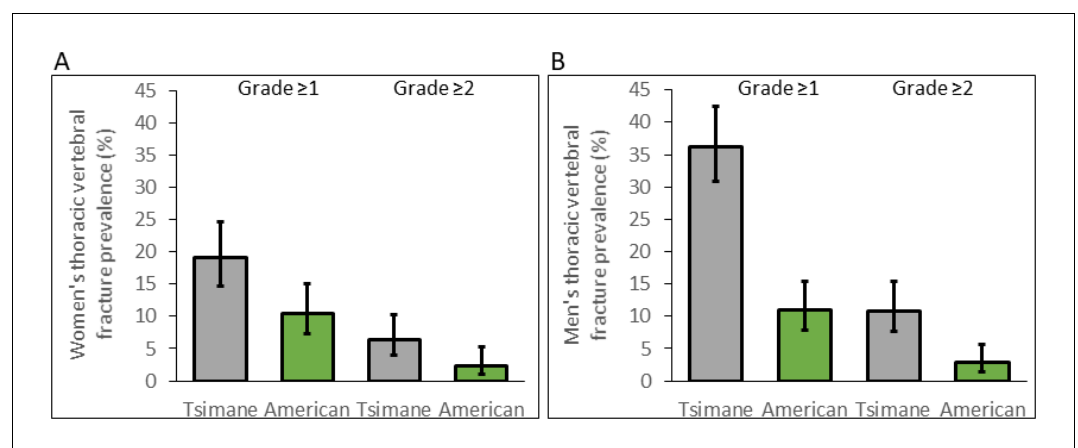 A
Women's thoracic vertebral
fracture prevalence (%)
45
40
35
30
25
20
15
10
5
0
Grade ≥1 Grade ≥2
Tsimane American Tsimane American
B
Men's thoracic vertebral
fracture prevalence (%)
45
40
35
30
25
20
15
10
5
0
Grade ≥1 Grade ≥2
Tsimane American Tsimane American